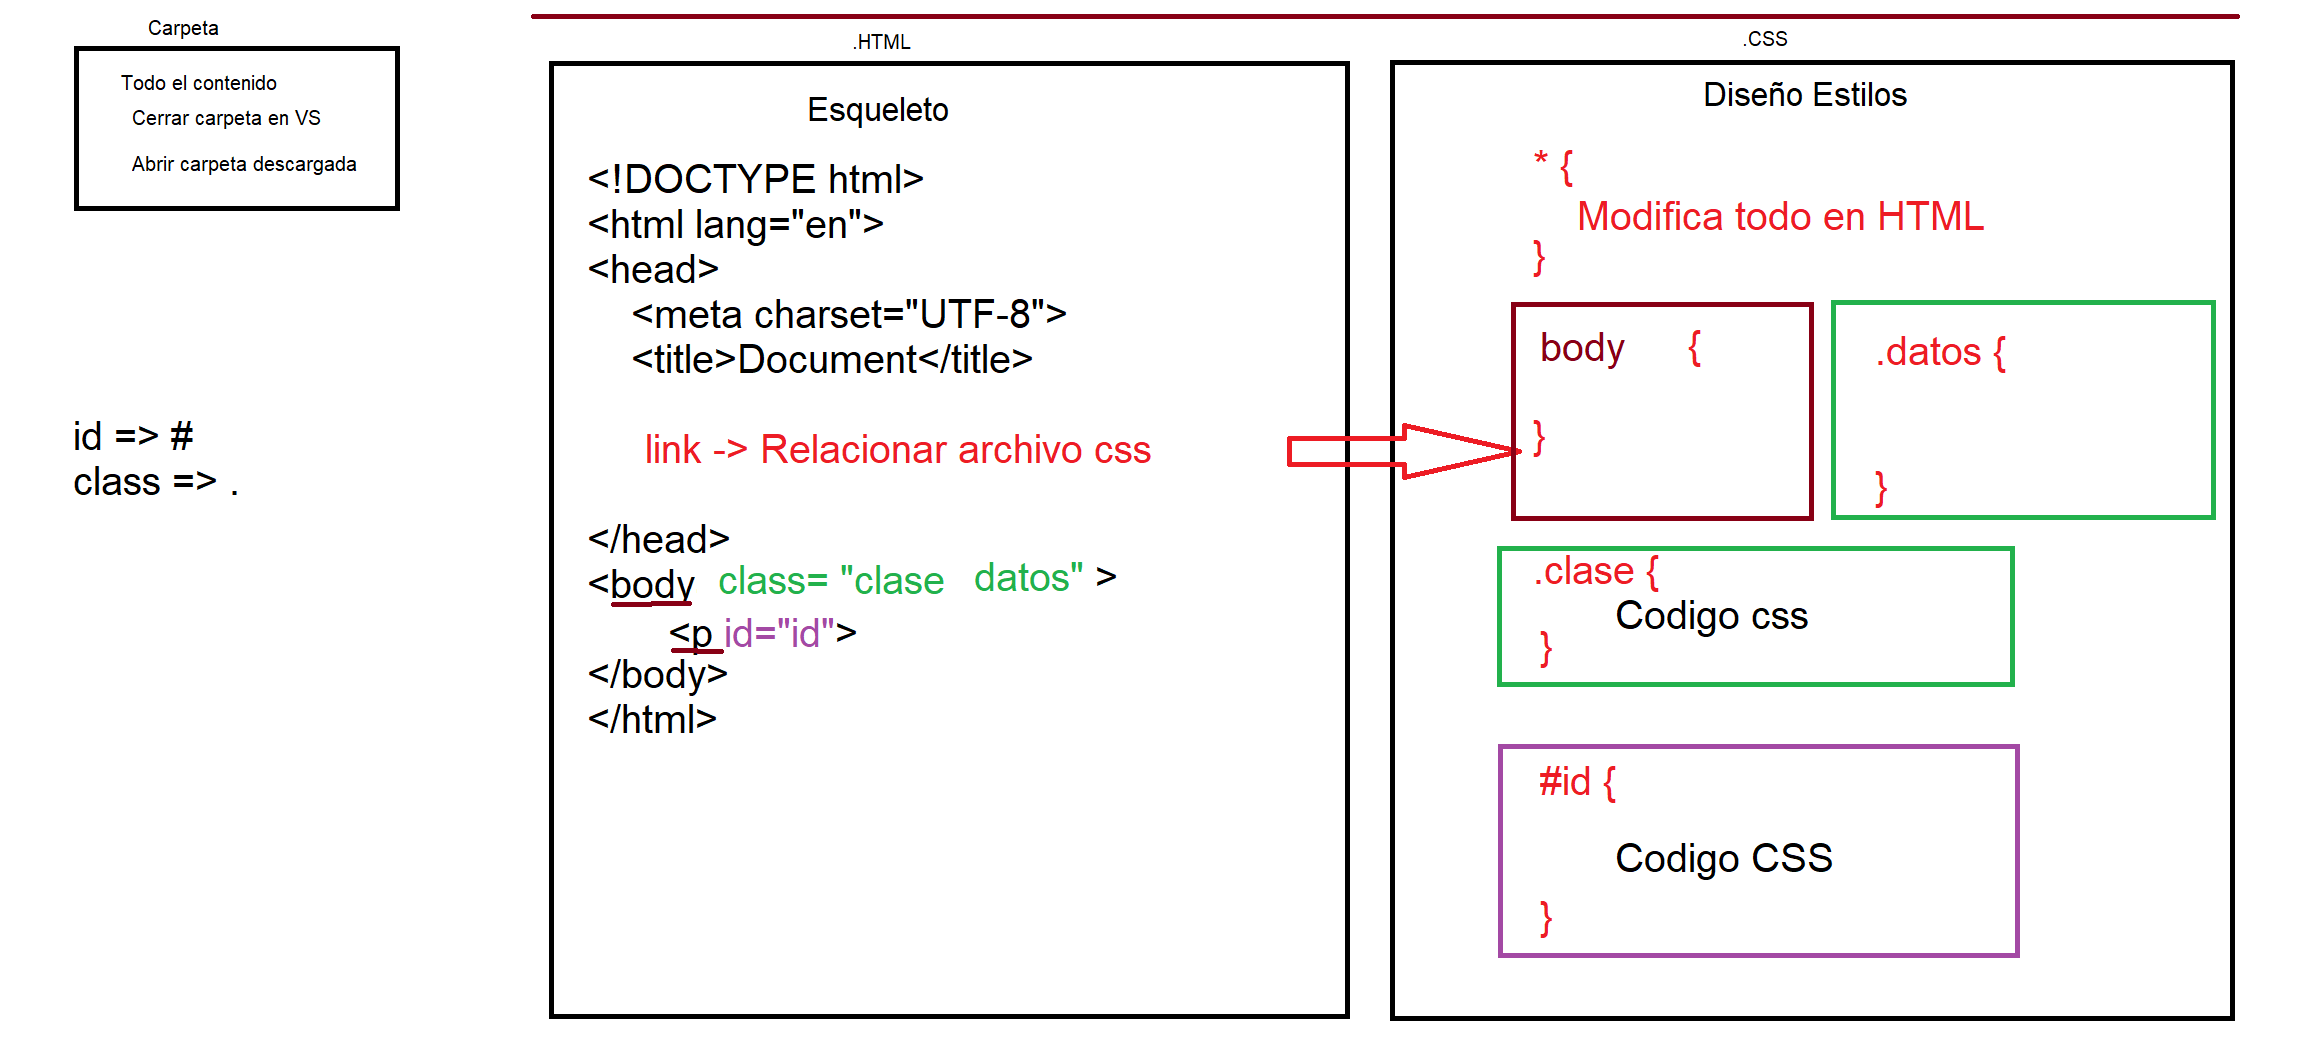 Carpeta
Todo el contenido
Cerrar carpeta en VS
Abrir carpeta descargada
id => #
class => .
.HTML
Esqueleto
<!DOCTYPE html>
<html lang="en">
<head>
<meta charset="UTF-8">
<title>Document</title>
link -> Relacionar archivo css
</head>
<body class= "clase datos" >
<p id="id">
</body>
</html>
.CSS
Diseño Estilos
* {
Modifica todo en HTML
}
body {
}
.datos {
}
.clase {
Codigo css
}
#id {
Codigo CSS
}